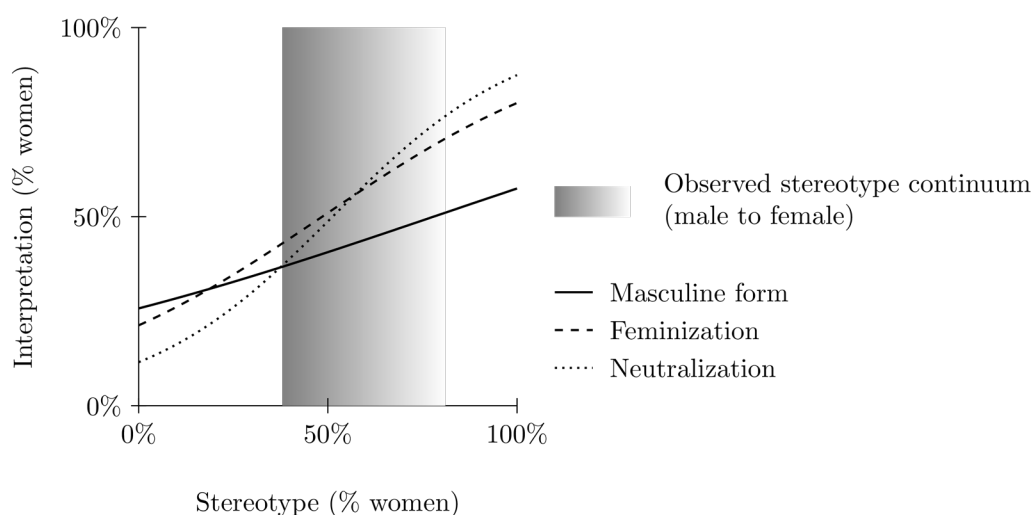 100%
50%
0%
Interpretation (% women)
0%
50%
100%
Stereotype (% women)
Observed stereotype continuum
(male to female)
Masculine form
Feminization
Neutralization